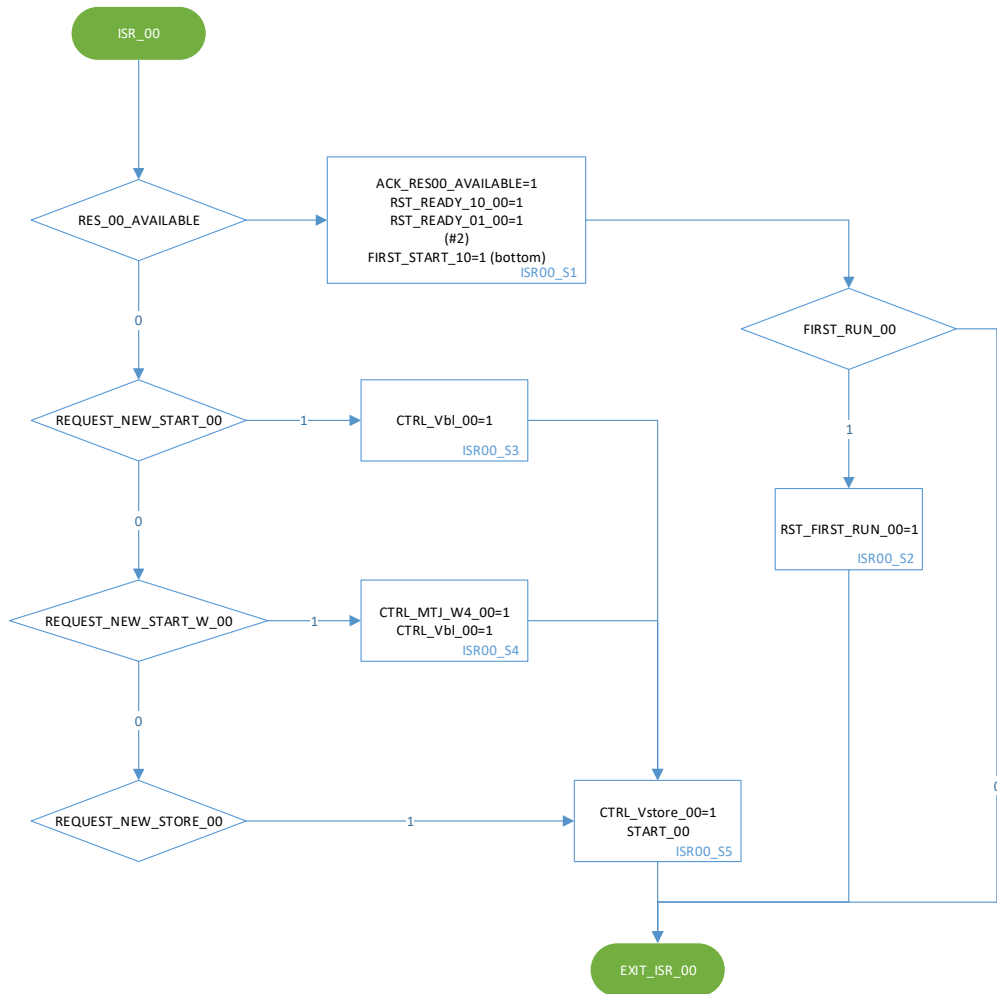 ISR_00
RES_00_AVAILABLE
ACK_RES00_AVAILABLE=1
RST_READY_10_00=1
RST_READY_01_00=1
(#2)
FIRST_START_10=1 (bottom)
ISR00_S1
0
FIRST_RUN_00
REQUEST_NEW_START_00
1
CTRL_Vbl_00=1
ISR00_S3
1
0
RST_FIRST_RUN_00=1
ISR00_S2
REQUEST_NEW_START_W_00
1
CTRL_MTJ_W4_00=1
CTRL_Vbl_00=1
ISR00_S4
0
0
REQUEST_NEW_STORE_00
1
CTRL_Vstore_00=1
START_00
ISR00_S5
EXIT_ISR_00